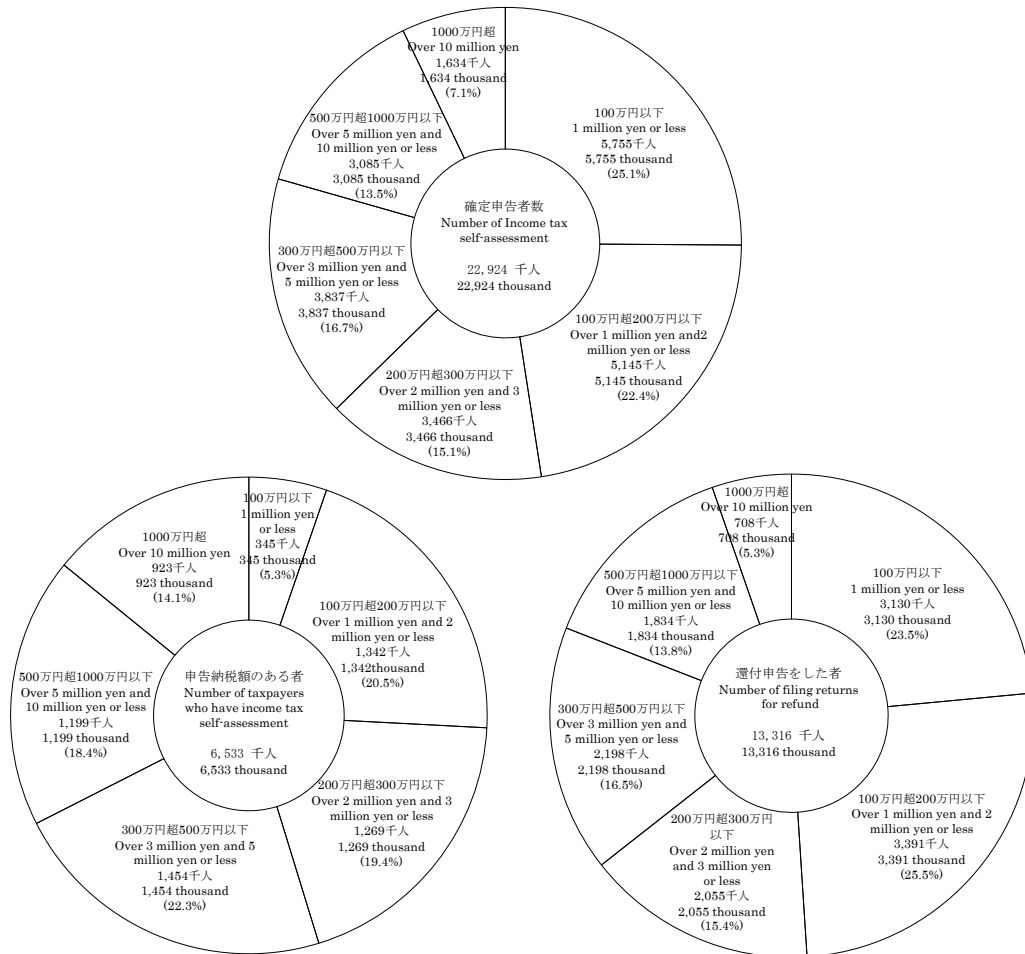 1000万円超
Over 10 million yen
1,634千人
1,634 thousand
(7.1%)
100万円以下
1 million yen or less
5,755千人
5,755 thousand
(25.1%)
500万円超1000万円以下
Over 5 million yen and
10 million yen or less
3,085千人
3,085 thousand
(13.5%)
確定申告者数
Number of Income tax
self-assessment
22,924 千人
22,924 thousand
300万円超500万円以下
Over 3 million yen and
5 million yen or less
3,837千人
3,837 thousand
(16.7%)
100万円超200万円以下
Over 1 million yen and2
million yen or less
5,145千人
5,145 thousand
(22.4%)
200万円超300万円以下
Over 2 million yen and 3
million yen or less
3,466千人
3,466 thousand
(15.1%)
100万円以下
1 million yen
or less
345千人
345 thousand
(5.3%)
1000万円超
Over 10 million yen
923千人
923 thousand
(14.1%)
100万円超200万円以下
Over 1 million yen and 2
million yen or less
1,342千人
1,342thousand
(20.5%)
500万円超1000万円以下
Over 5 million yen and
10 million yen or less
1,199千人
1,199 thousand
(18.4%)
申告納税額のある者
Number of taxpayers
who have income tax
self-assessment
6,533 千人
6,533 thousand
200万円超300万円以下
Over 2 million yen and 3
million yen or less
1,269千人
1,269 thousand
(19.4%)
300万円超500万円以下
Over 3 million yen and 5
million yen or less
1,454千人
1,454 thousand
(22.3%)
1000万円超
Over 10 million yen
708千人
708 thousand
(5.3%)
100万円以下
1 million yen or less
3,130千人
3,130 thousand
(23.5%)
500万円超1000万円以下
Over 5 million yen and
10 million yen or less
1,834千人
1,834 thousand
(13.8%)
還付申告をした者
Number of filing returns
for refund
13,316 千人
13,316 thousand
300万円超500万円以下
Over 3 million yen and
5 million yen or less
2,198千人
2,198 thousand
(16.5%)
100万円超200万円以下
Over 1 million yen and 2
million yen or less
3,391千人
3,391 thousand
(25.5%)
200万円超300万円
以下
Over 2 million yen
and 3 million yen
or less
2,055千人
2,055 thousand
(15.4%)